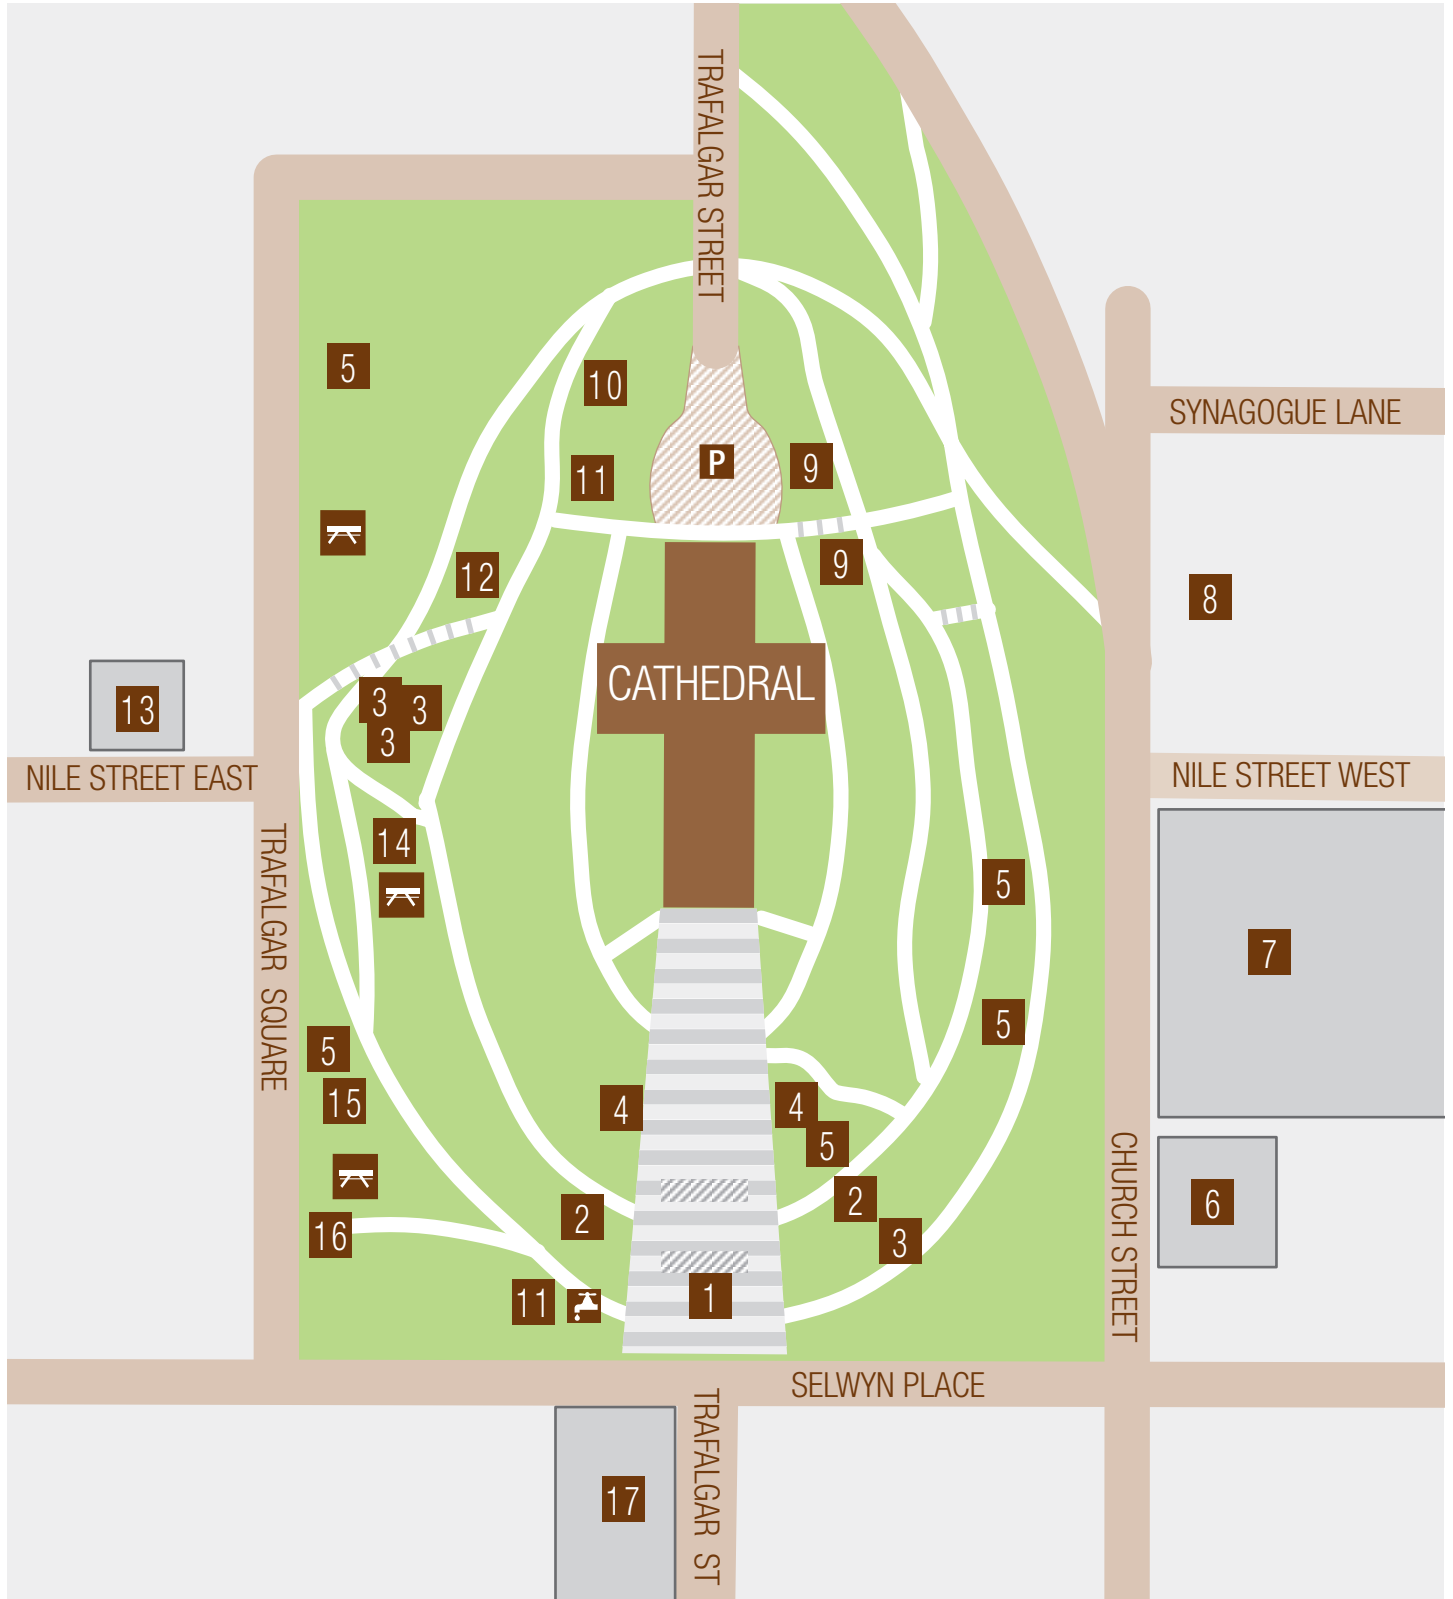 TRAFALGAR STREET
5
10
SYNAGOGUE LANE
P
9
11
9
12
8
CATHEDRAL
3
3
13
3
NILE STREET EAST
NILE STREET WEST
14
TRAFALGAR SQUARE
5
7
5
5
15
4
4
5
CHURCH STREET
2
2
6
16
3
11
1
SELWYN PLACE
TRAFALGAR ST
17